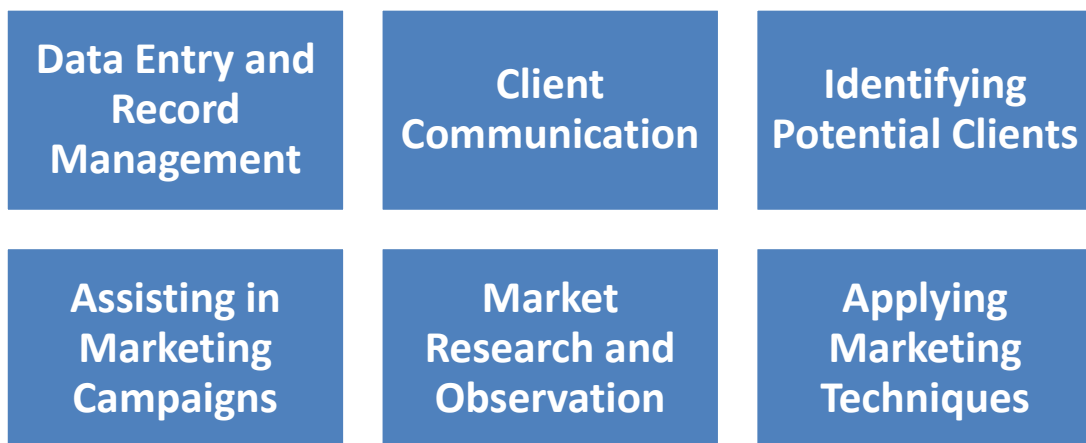 Data Entry and
Record
Management
Client
Communication
Identifying
Potential Clients
Assisting in
Marketing
Campaigns
Market
Research and
Observation
Applying
Marketing
Techniques